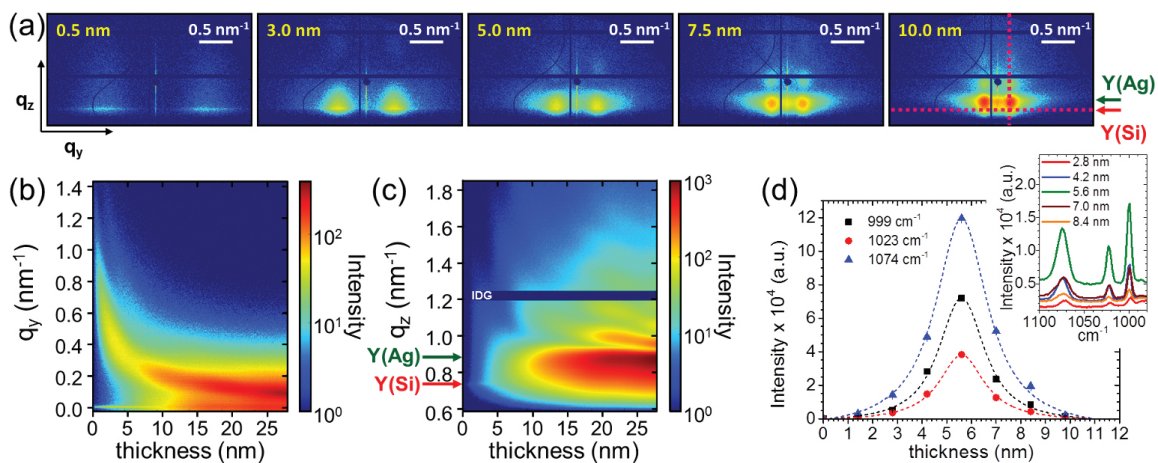 (a)
0.5 nm 0.5 nm⁻¹
3.0 nm 0.5 nm⁻¹
5.0 nm 0.5 nm⁻¹
7.5 nm 0.5 nm⁻¹
10.0 nm 0.5 nm⁻¹
q_z
q_y
Y(Ag)
Y(Si)
(b)
1.4
1.2
1.0
0.8
0.6
0.4
0.2
0.0
q_y (nm⁻¹)
0 5 10 15 20 25
thickness (nm)
10²
10¹
10⁰
Intensity
(c)
1.8
1.6
1.4
1.2
1.0
0.8
0.6
q_z (nm⁻¹)
IDG
Y(Ag)
Y(Si)
0 5 10 15 20 25
thickness (nm)
10³
10²
10¹
10⁰
Intensity
(d)
12
10
8
6
4
2
0
Intensity x 10⁴ (a.u.)
999 cm⁻¹
1023 cm⁻¹
1074 cm⁻¹
0 1 2 3 4 5 6 7 8 9 10 11 12
thickness (nm)
2.8 nm
4.2 nm
5.6 nm
7.0 nm
8.4 nm
2.0
1.5
1.0
0.5
Intensity x 10⁴ (a.u.)
1100 1050 1000
cm⁻¹